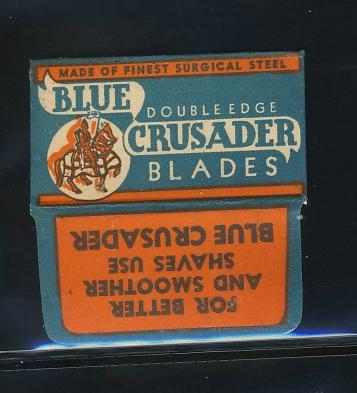 MADE OF FINEST SURGICAL STEEL
BLUE
DOUBLE EDGE
CRUSADER
BLADES
FOR BETTER
AND SMOOTHER
SHAVES USE
BLUE CRUSADER